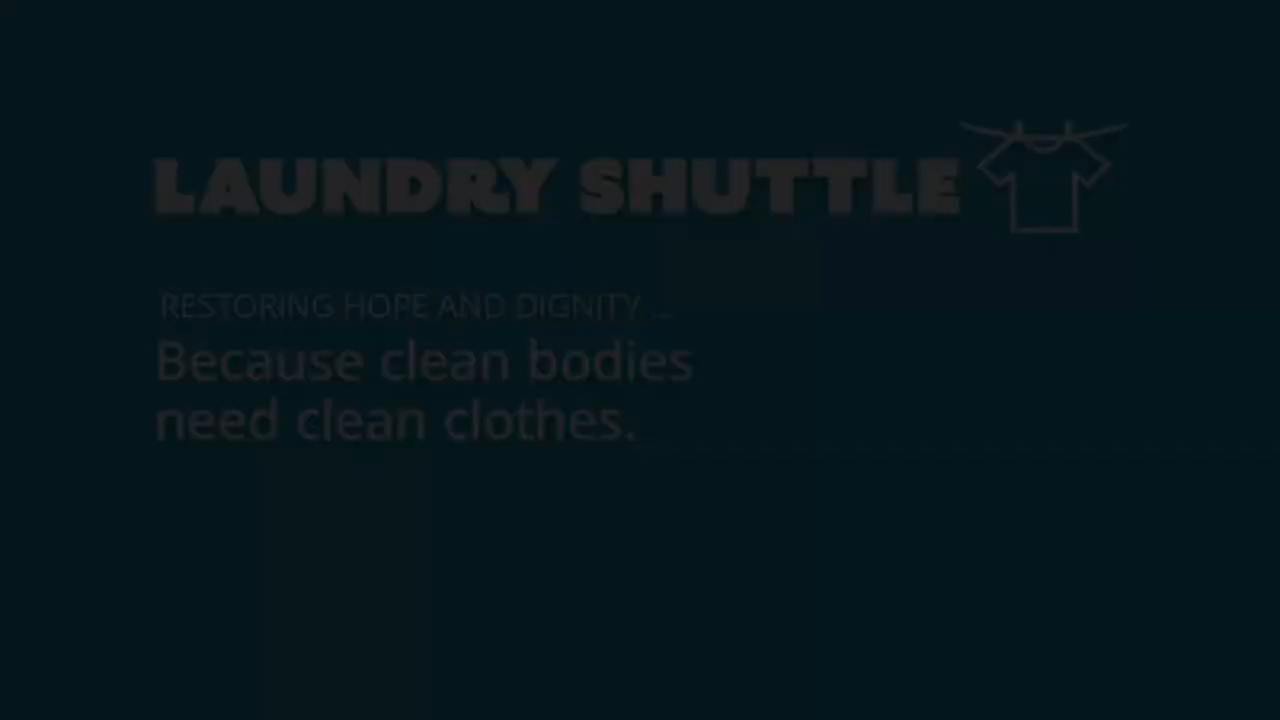 LAUNDRY SHUTTLE
RESTORING HOPE AND DIGNITY ...
Because clean bodies
need clean clothes.